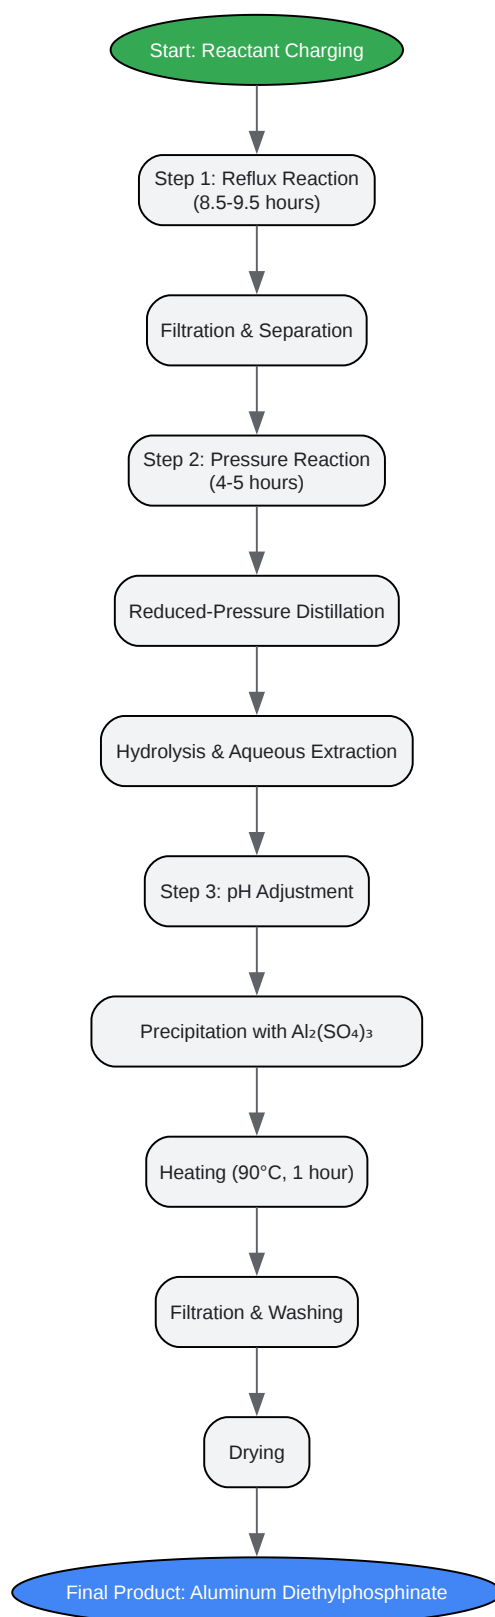 Start: Reactant Charging
Step 1: Reflux Reaction
(8.5-9.5 hours)
Filtration & Separation
Step 2: Pressure Reaction
(4-5 hours)
Reduced-Pressure Distillation
Hydrolysis & Aqueous Extraction
Step 3: pH Adjustment
Precipitation with Al₂(SO₄)₃
Heating (90°C, 1 hour)
Filtration & Washing
Drying
Final Product: Aluminum Diethylphosphinate